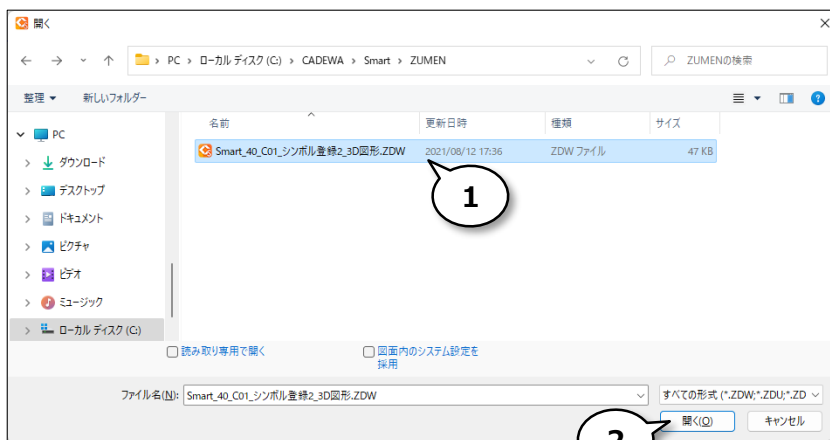 開く
PC › ローカル ディスク (C:) › CADEWA › Smart › ZUMEN
ZUMENの検索
整理 新しいフォルダー
名前 更新日時 種類 サイズ
PC
Smart_40_C01_シンボル登録2_3D図形.ZDW 2021/08/12 17:36 ZDW ファイル 47 KB
ダウンロード
1
デスクトップ
ドキュメント
ピクチャ
ビデオ
ミュージック
ローカル ディスク (C:)
読み取り専用で開く
図面内のシステム設定を
採用
ファイル名(N): Smart_40_C01_シンボル登録2_3D図形.ZDW すべての形式 (*.ZDW;*.ZDU;*.ZD
開く(O) キャンセル
2